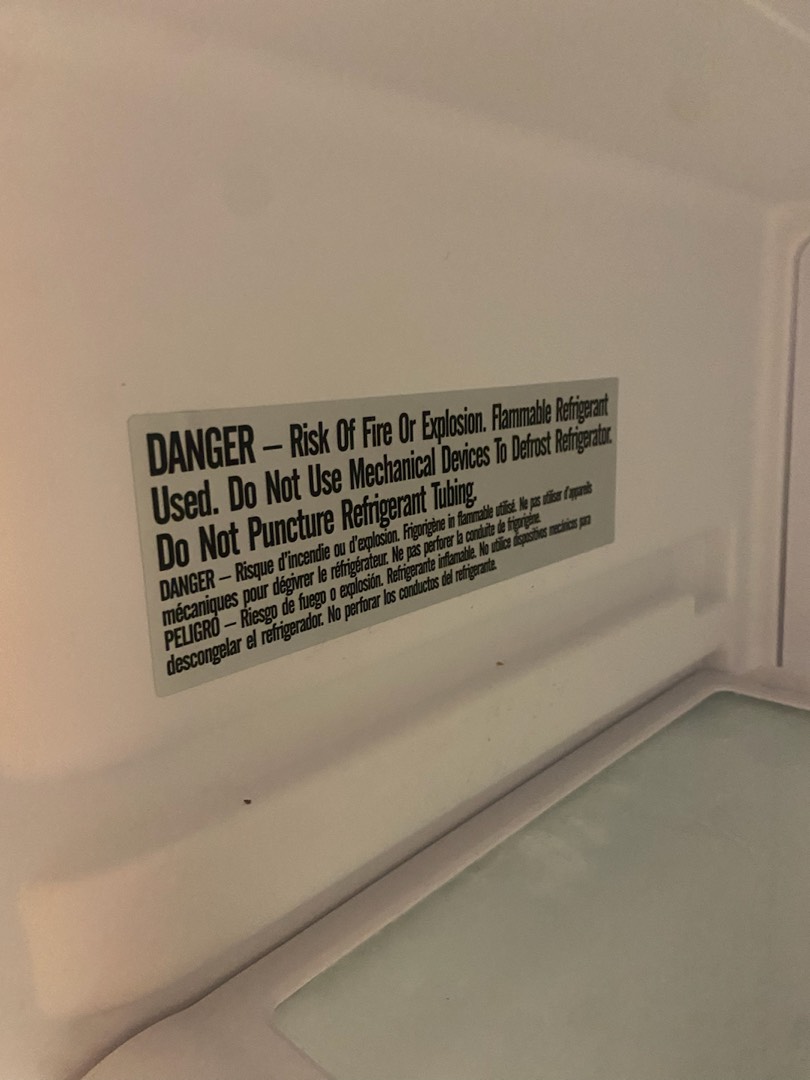 DANGER – Risk Of Fire Or Explosion. Flammable Refrigerant
Used. Do Not Use Mechanical Devices To Defrost Refrigerator.
Do Not Puncture Refrigerant Tubing.
DANGER – Risque d'incendie ou d'explosion. Frigorigène in flammable utilisé. Ne pas utiliser d'appareils
mécaniques pour dégivrer le réfrigérateur. Ne pas perforer la conduite de frigorigène.
PELIGRO – Riesgo de fuego o explosión. Refrigerante inflamable. No utilice dispositivos mecánicos para
descongelar el refrigerador. No perforar los conductos del refrigerante.